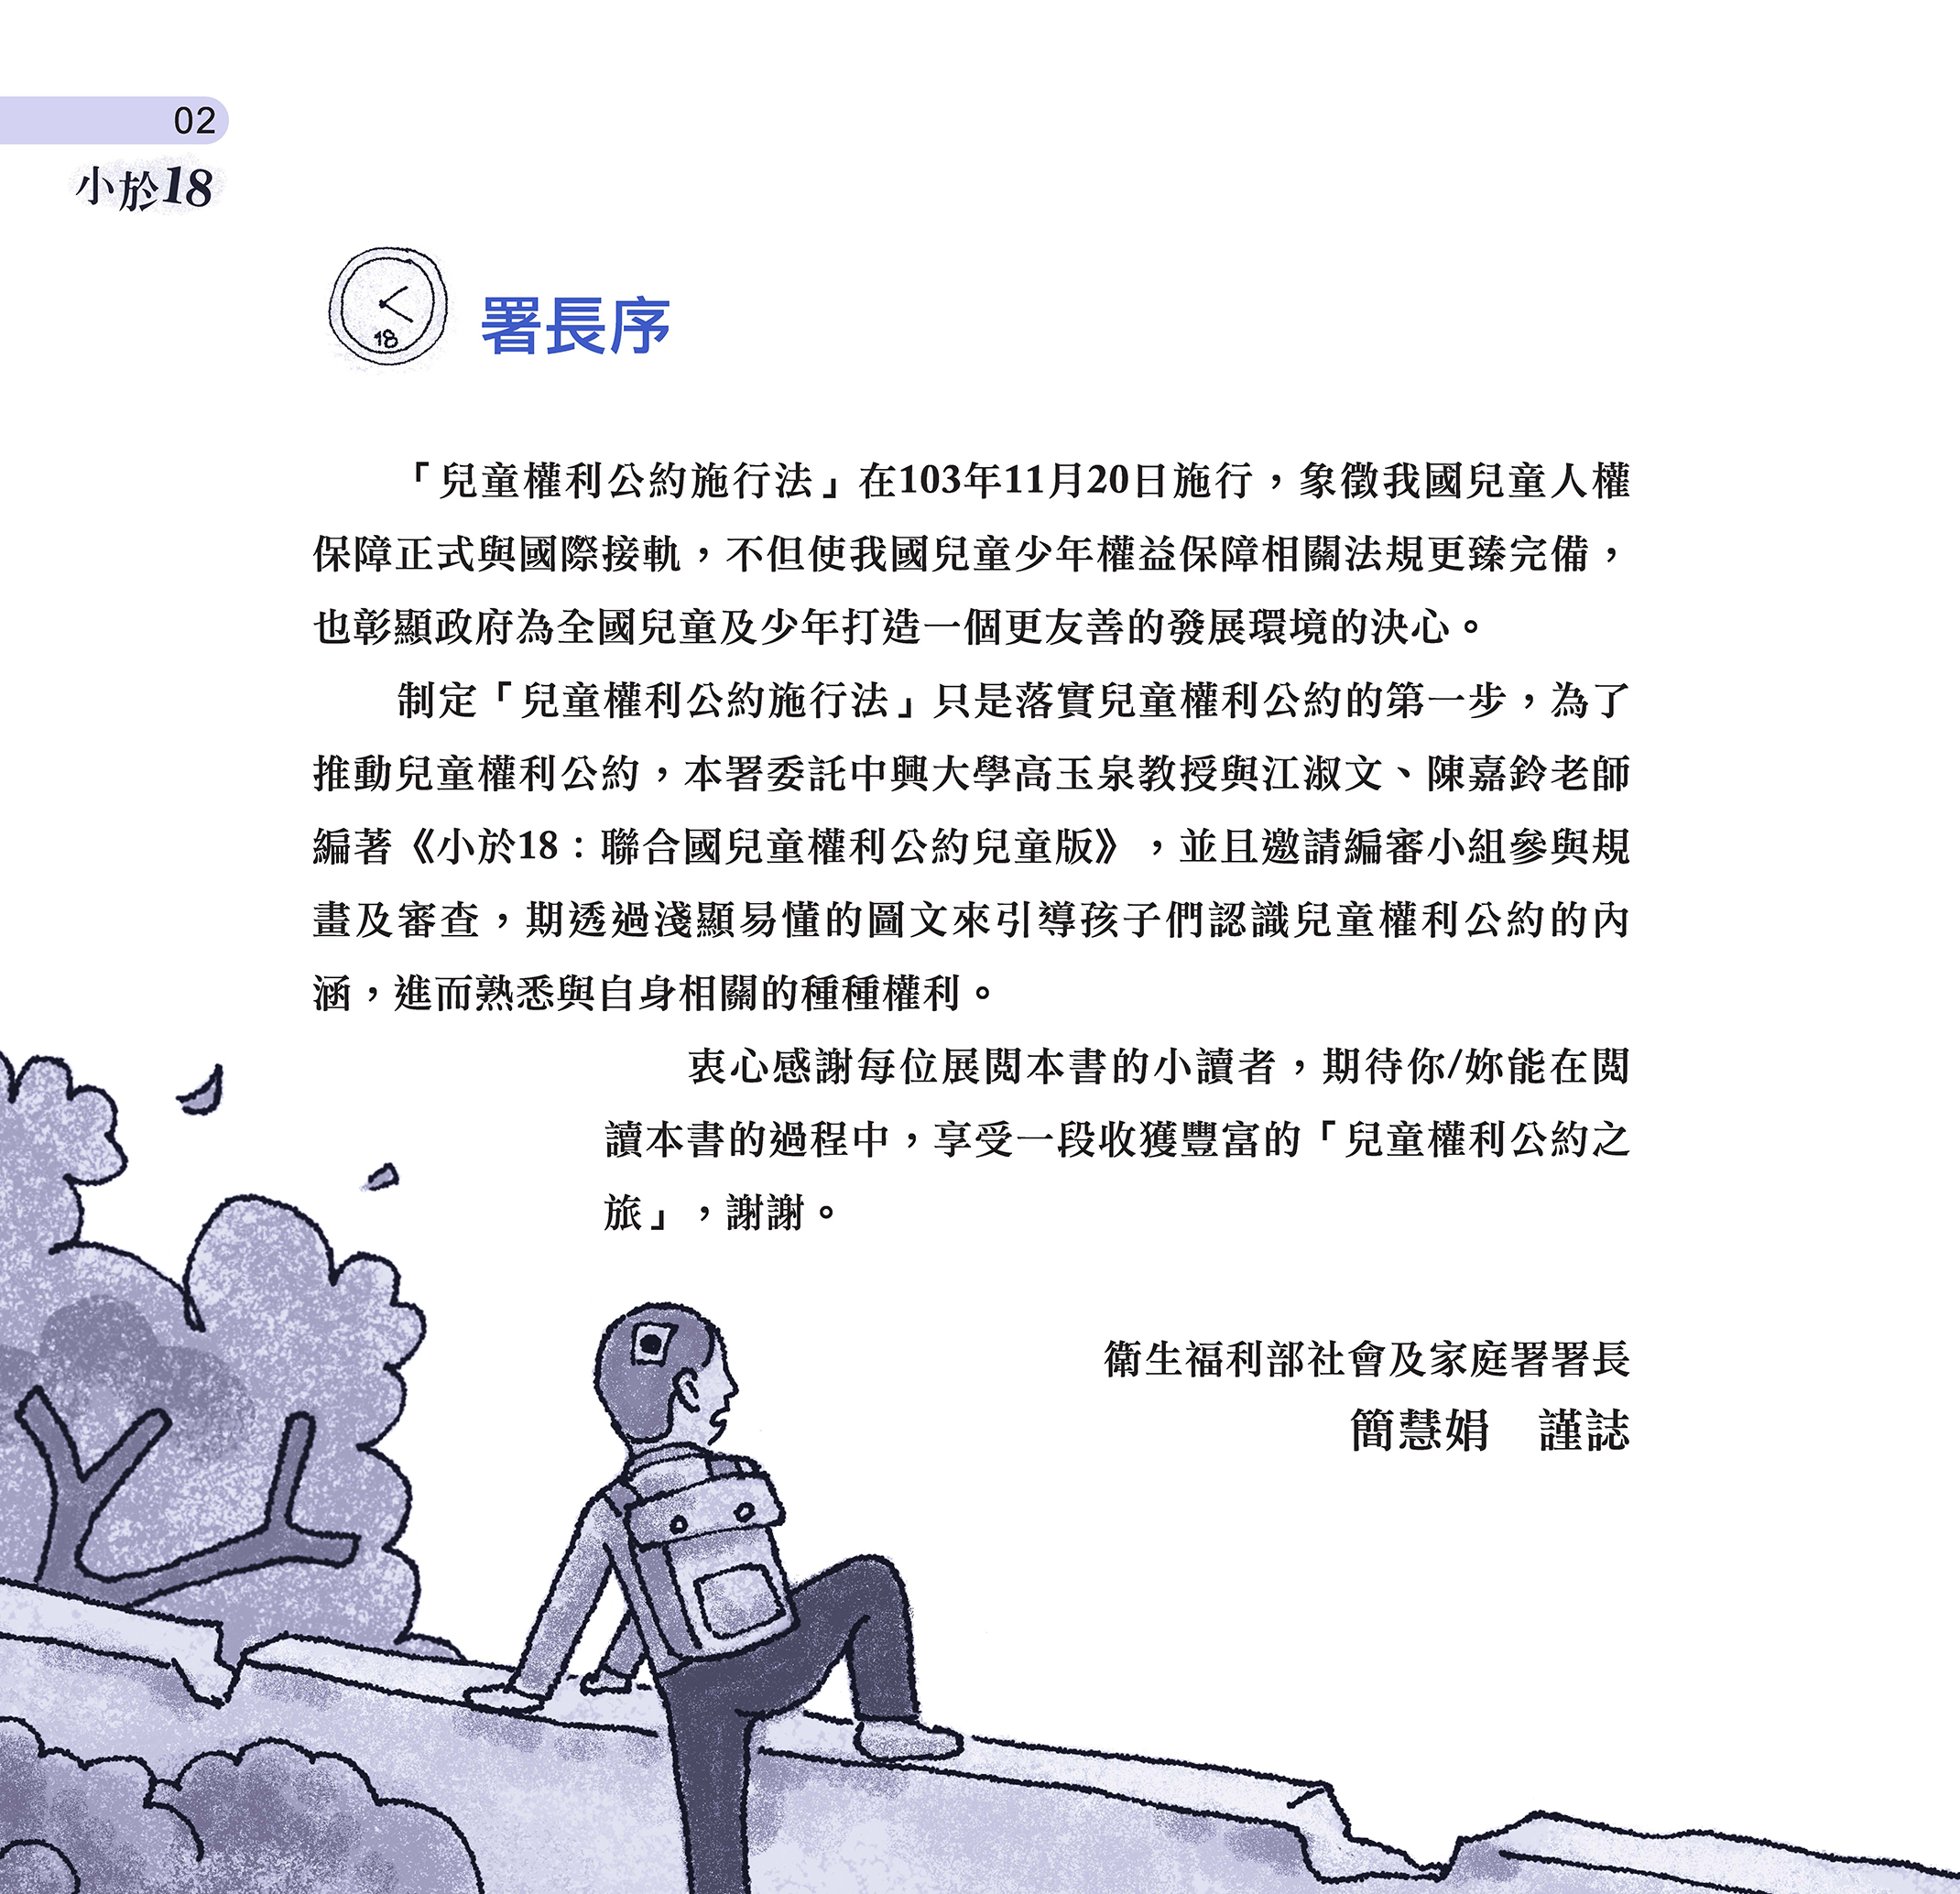 02
小於18
18
署長序
「兒童權利公約施行法」在103年11月20日施行，象徵我國兒童人權
保障正式與國際接軌，不但使我國兒童少年權益保障相關法規更臻完備，
也彰顯政府為全國兒童及少年打造一個更友善的發展環境的決心。
制定「兒童權利公約施行法」只是落實兒童權利公約的第一步，為了
推動兒童權利公約，本署委託中興大學高玉泉教授與江淑文、陳嘉鈴老師
編著《小於18：聯合國兒童權利公約兒童版》，並且邀請編審小組參與規
畫及審查，期透過淺顯易懂的圖文來引導孩子們認識兒童權利公約的內
涵，進而熟悉與自身相關的種種權利。
衷心感謝每位展閱本書的小讀者，期待你/妳能在閱
讀本書的過程中，享受一段收獲豐富的「兒童權利公約之
旅」，謝謝。
衛生福利部社會及家庭署署長
簡慧娟　謹誌